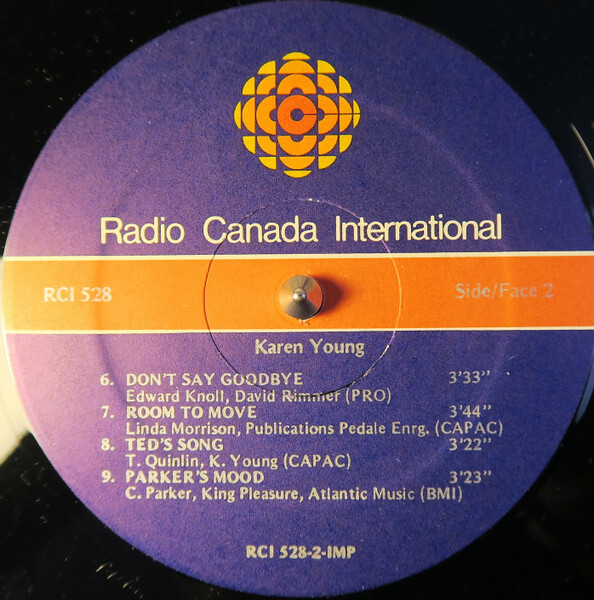 Radio Canada International
RCI 528 Side/Face 2
Karen Young
6. DON'T SAY GOODBYE 3'33"
Edward Knoll, David Rimmer (PRO)
7. ROOM TO MOVE 3'44"
Linda Morrison, Publications Pedale Enrg. (CAPAC)
8. TED'S SONG 3'22"
T. Quinlin, K. Young (CAPAC)
9. PARKER'S MOOD 3'23"
C. Parker, King Pleasure, Atlantic Music (BMI)
RCI 528-2-IMP